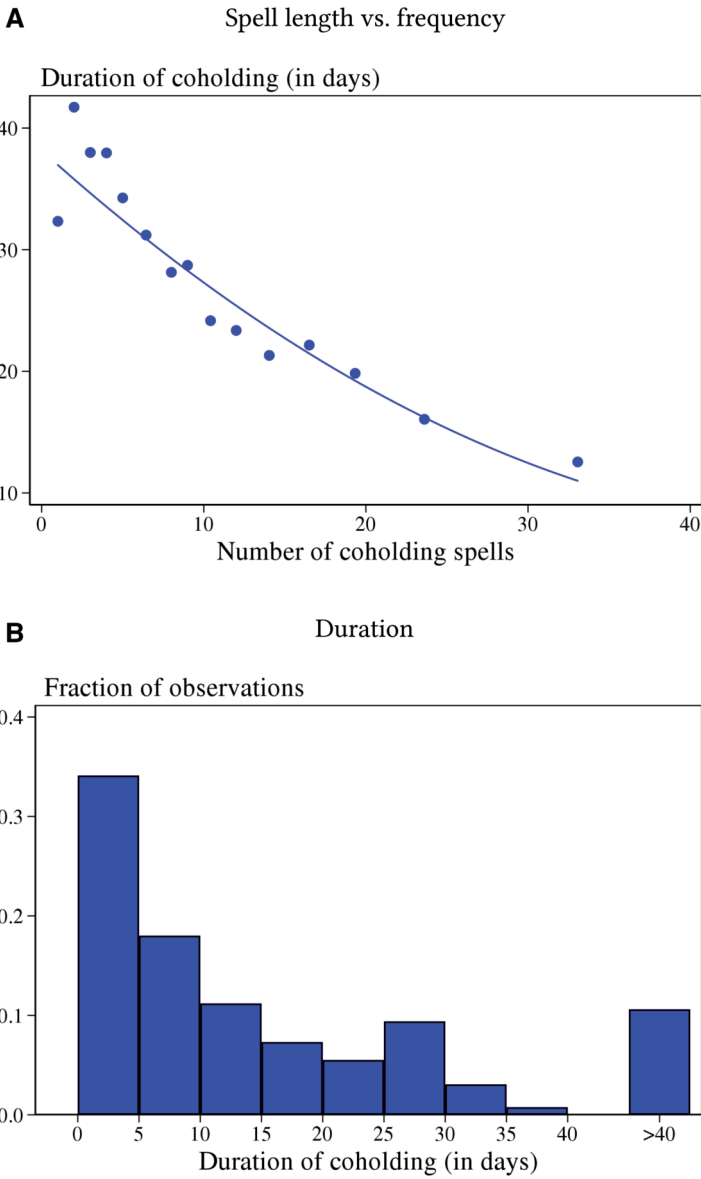 A
Spell length vs. frequency
Duration of coholding (in days)
40
30
20
10
0 10 20 30 40
Number of coholding spells
B
Duration
Fraction of observations
0.4
0.3
0.2
0.1
0.0
0 5 10 15 20 25 30 35 40 >40
Duration of coholding (in days)